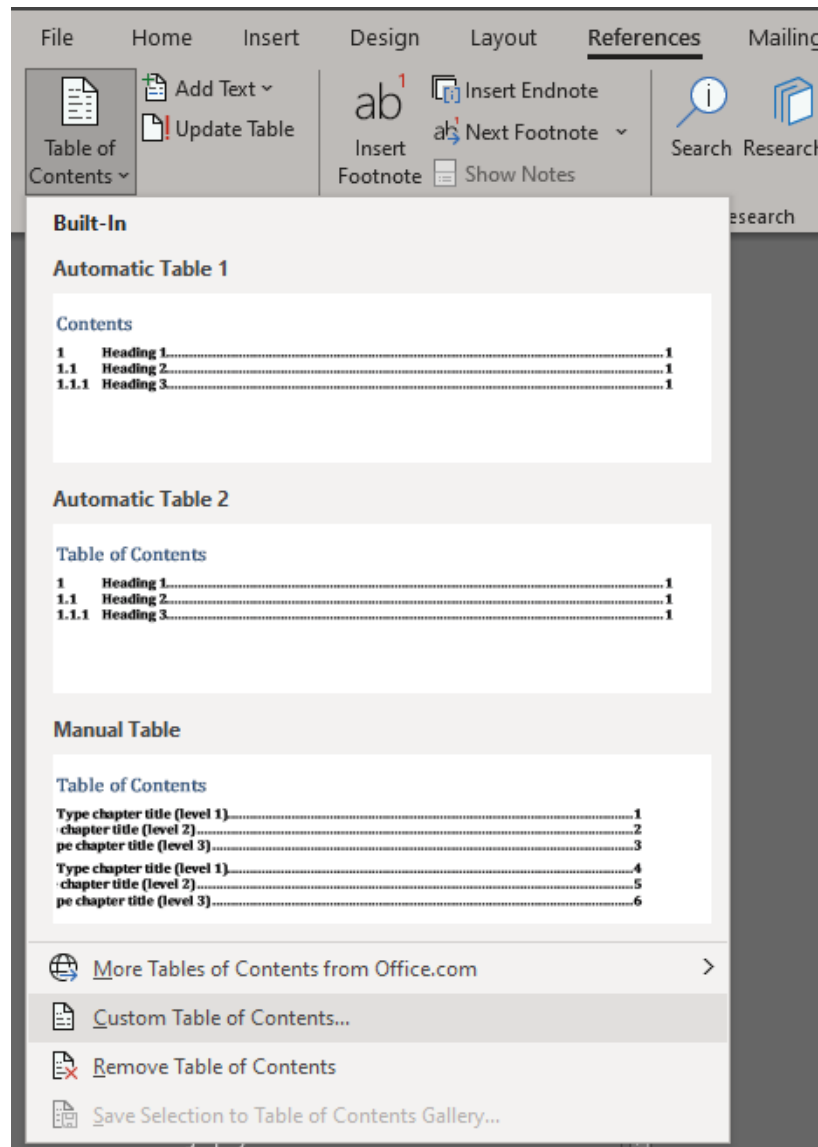 File Home Insert Design Layout References Mailing
Add Text
Update Table
Table of
Contents
ab1
Insert
Footnote
Insert Endnote
ab1 Next Footnote
Show Notes
Search Research
esearch
Built-In
Automatic Table 1
Contents
1 Heading 1 1
1.1 Heading 2 1
1.1.1 Heading 3 1
Automatic Table 2
Table of Contents
1 Heading 1 1
1.1 Heading 2 1
1.1.1 Heading 3 1
Manual Table
Table of Contents
Type chapter title (level 1) 1
chapter title (level 2) 2
pe chapter title (level 3) 3
Type chapter title (level 1) 4
chapter title (level 2) 5
pe chapter title (level 3) 6
More Tables of Contents from Office.com
Custom Table of Contents...
Remove Table of Contents
Save Selection to Table of Contents Gallery...